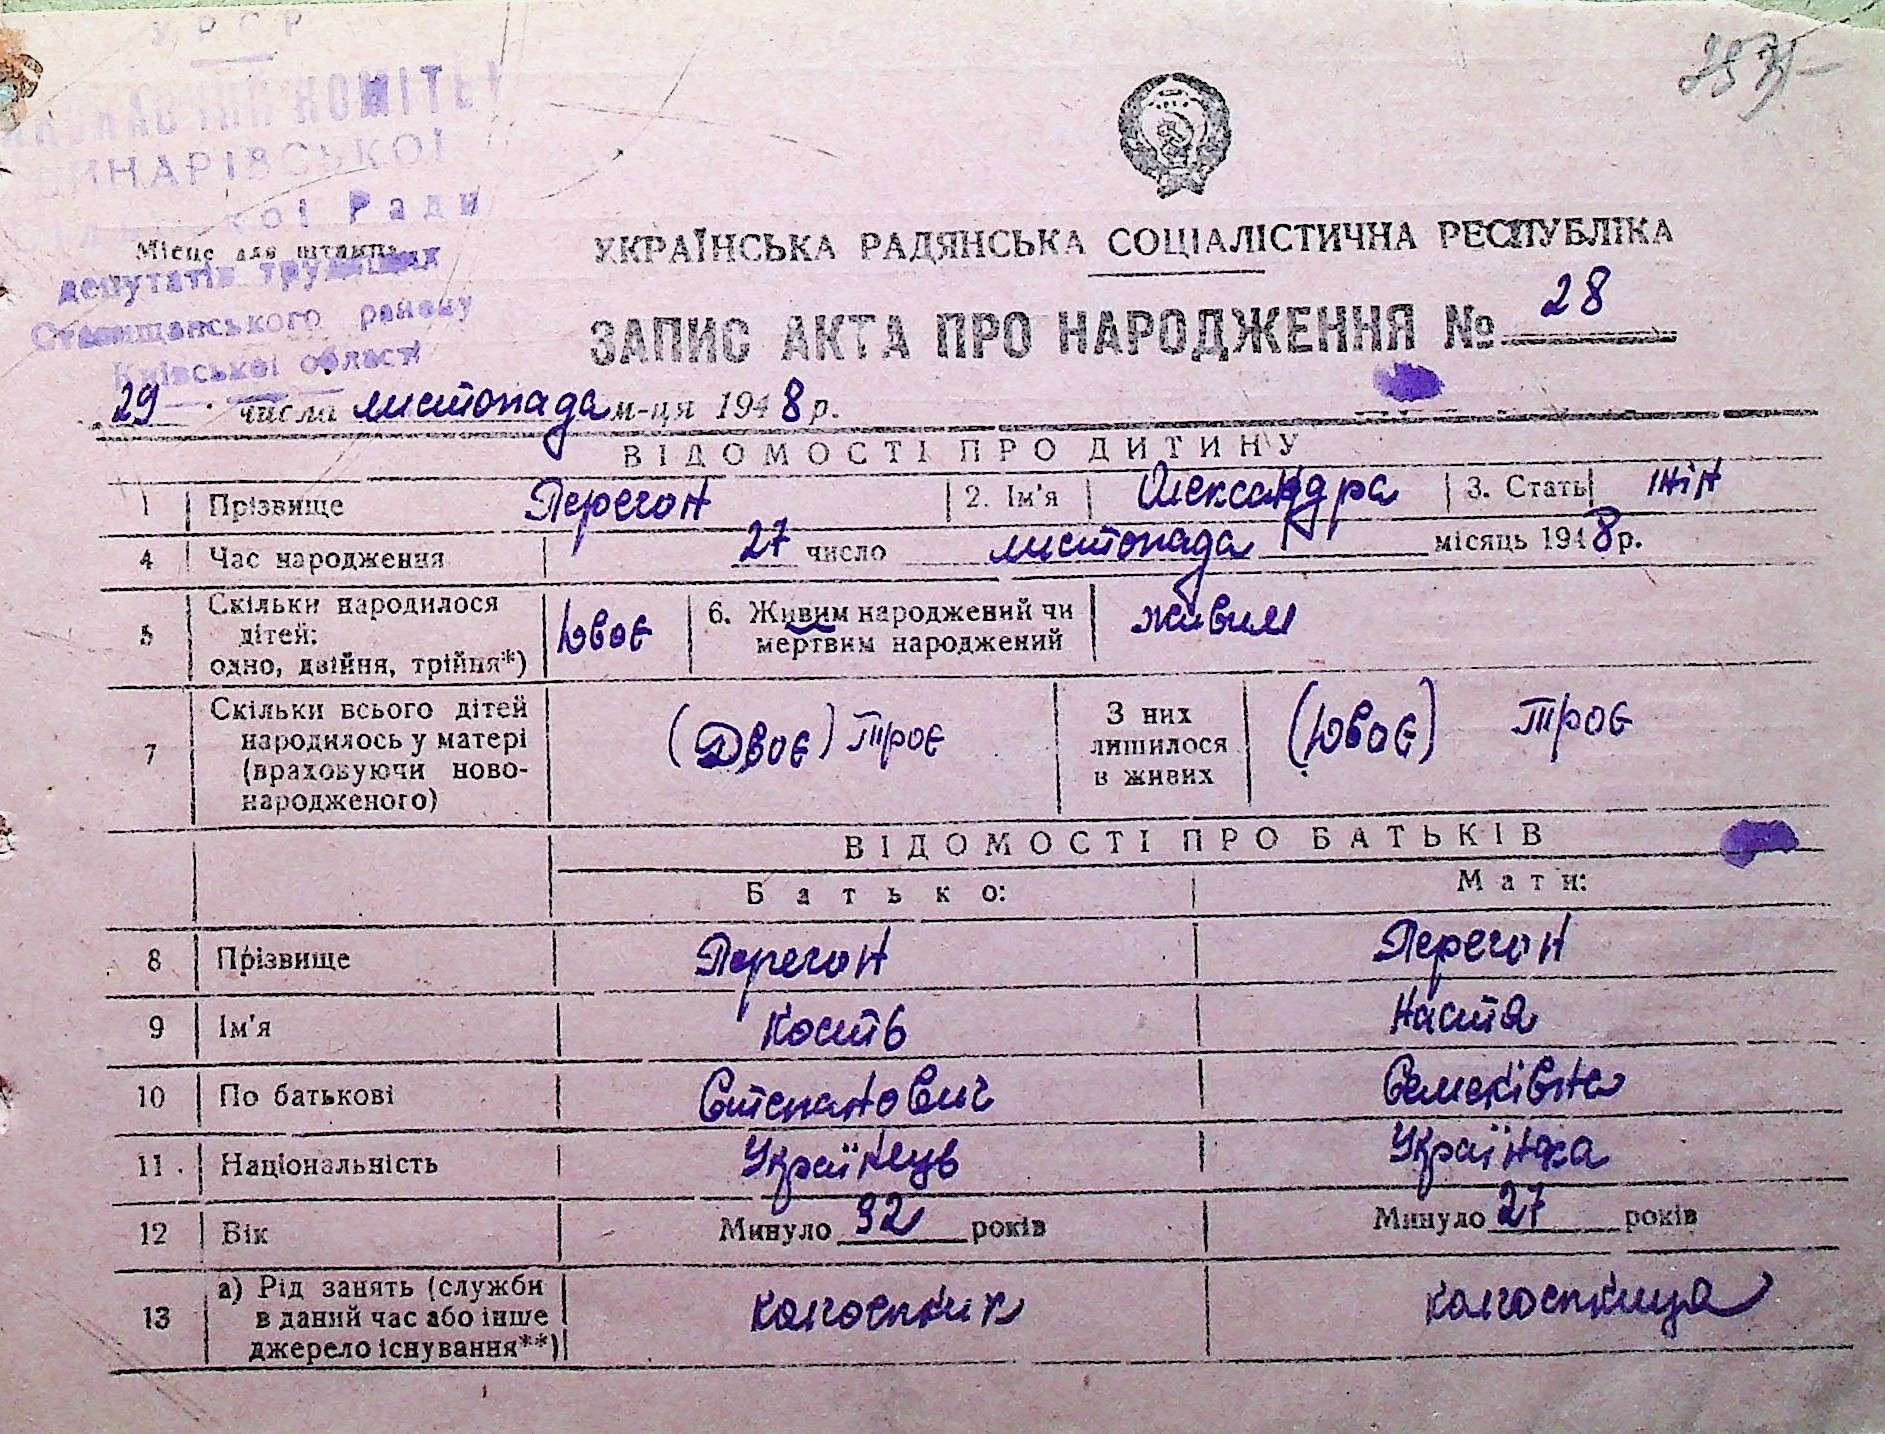 УРСР
ВИКОНАВЧИЙ КОМІТЕТ
ВИНАРІВСЬКОЇ
Сільської Ради
Місце для штампа
депутатів трудящих
Ставищанського району
Київської області
УКРАЇНСЬКА РАДЯНСЬКА СОЦІАЛІСТИЧНА РЕСПУБЛІКА
ЗАПИС АКТА ПРО НАРОДЖЕННЯ № 28
29 числа листопада м-ця 1948 р.
ВІДОМОСТІ ПРО ДИТИНУ
1 Прізвище Перегон 2. Ім'я Олександра 3. Стать жін
4 Час народження 27 число листопада місяць 1948 р.
5 Скільки народилося дітей: одно, двійня, трійня*) Двоє 6. Живим народжений чи мертвим народжений живим
7 Скільки всього дітей народилось у матері (враховуючи ново-народженого) (Двоє) троє З них лишилося в живих (Двоє) троє
ВІДОМОСТІ ПРО БАТЬКІВ
Батько: Мати:
8 Прізвище Перегон Перегон
9 Ім'я Кость Настя
10 По батькові Степанович Семенівна
11 Національність Українець Українка
12 Вік Минуло 32 років Минуло 27 років
13 а) Рід занять (служби в даний час або інше джерело існування**) колгоспник колгоспниця